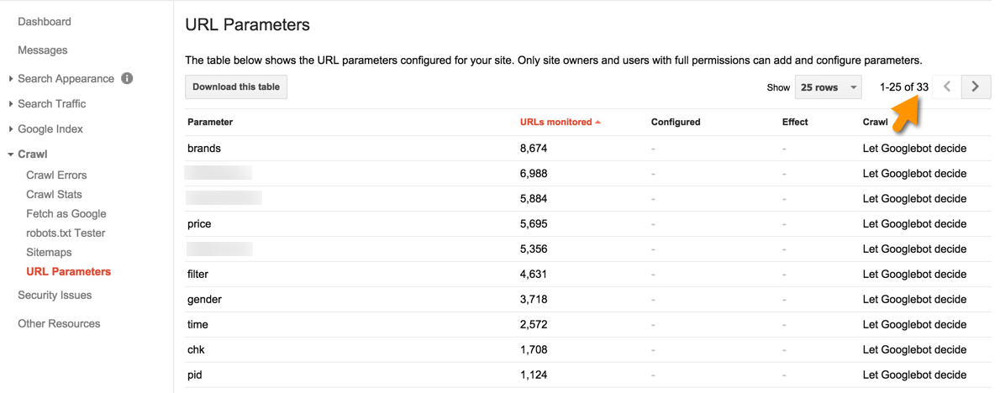 Dashboard
Messages
Search Appearance
Search Traffic
Google Index
Crawl
Crawl Errors
Crawl Stats
Fetch as Google
robots.txt Tester
Sitemaps
URL Parameters
Security Issues
Other Resources
URL Parameters
The table below shows the URL parameters configured for your site. Only site owners and users with full permissions can add and configure parameters.
Download this table Show 25 rows 1-25 of 33
Parameter URLs monitored Configured Effect Crawl
brands 8,674 - - Let Googlebot decide
6,988 - - Let Googlebot decide
5,884 - - Let Googlebot decide
price 5,695 - - Let Googlebot decide
5,356 - - Let Googlebot decide
filter 4,631 - - Let Googlebot decide
gender 3,718 - - Let Googlebot decide
time 2,572 - - Let Googlebot decide
chk 1,708 - - Let Googlebot decide
pid 1,124 - - Let Googlebot decide